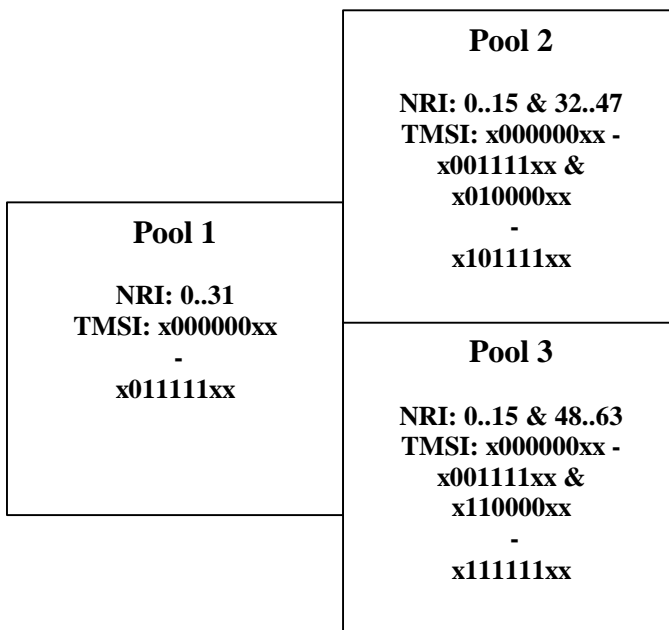 Pool 2
NRI: 0..15 & 32..47
TMSI: x000000xx -
x001111xx &
x010000xx
-
x101111xx
Pool 1
NRI: 0..31
TMSI: x000000xx
-
x011111xx
Pool 3
NRI: 0..15 & 48..63
TMSI: x000000xx -
x001111xx &
x110000xx
-
x111111xx